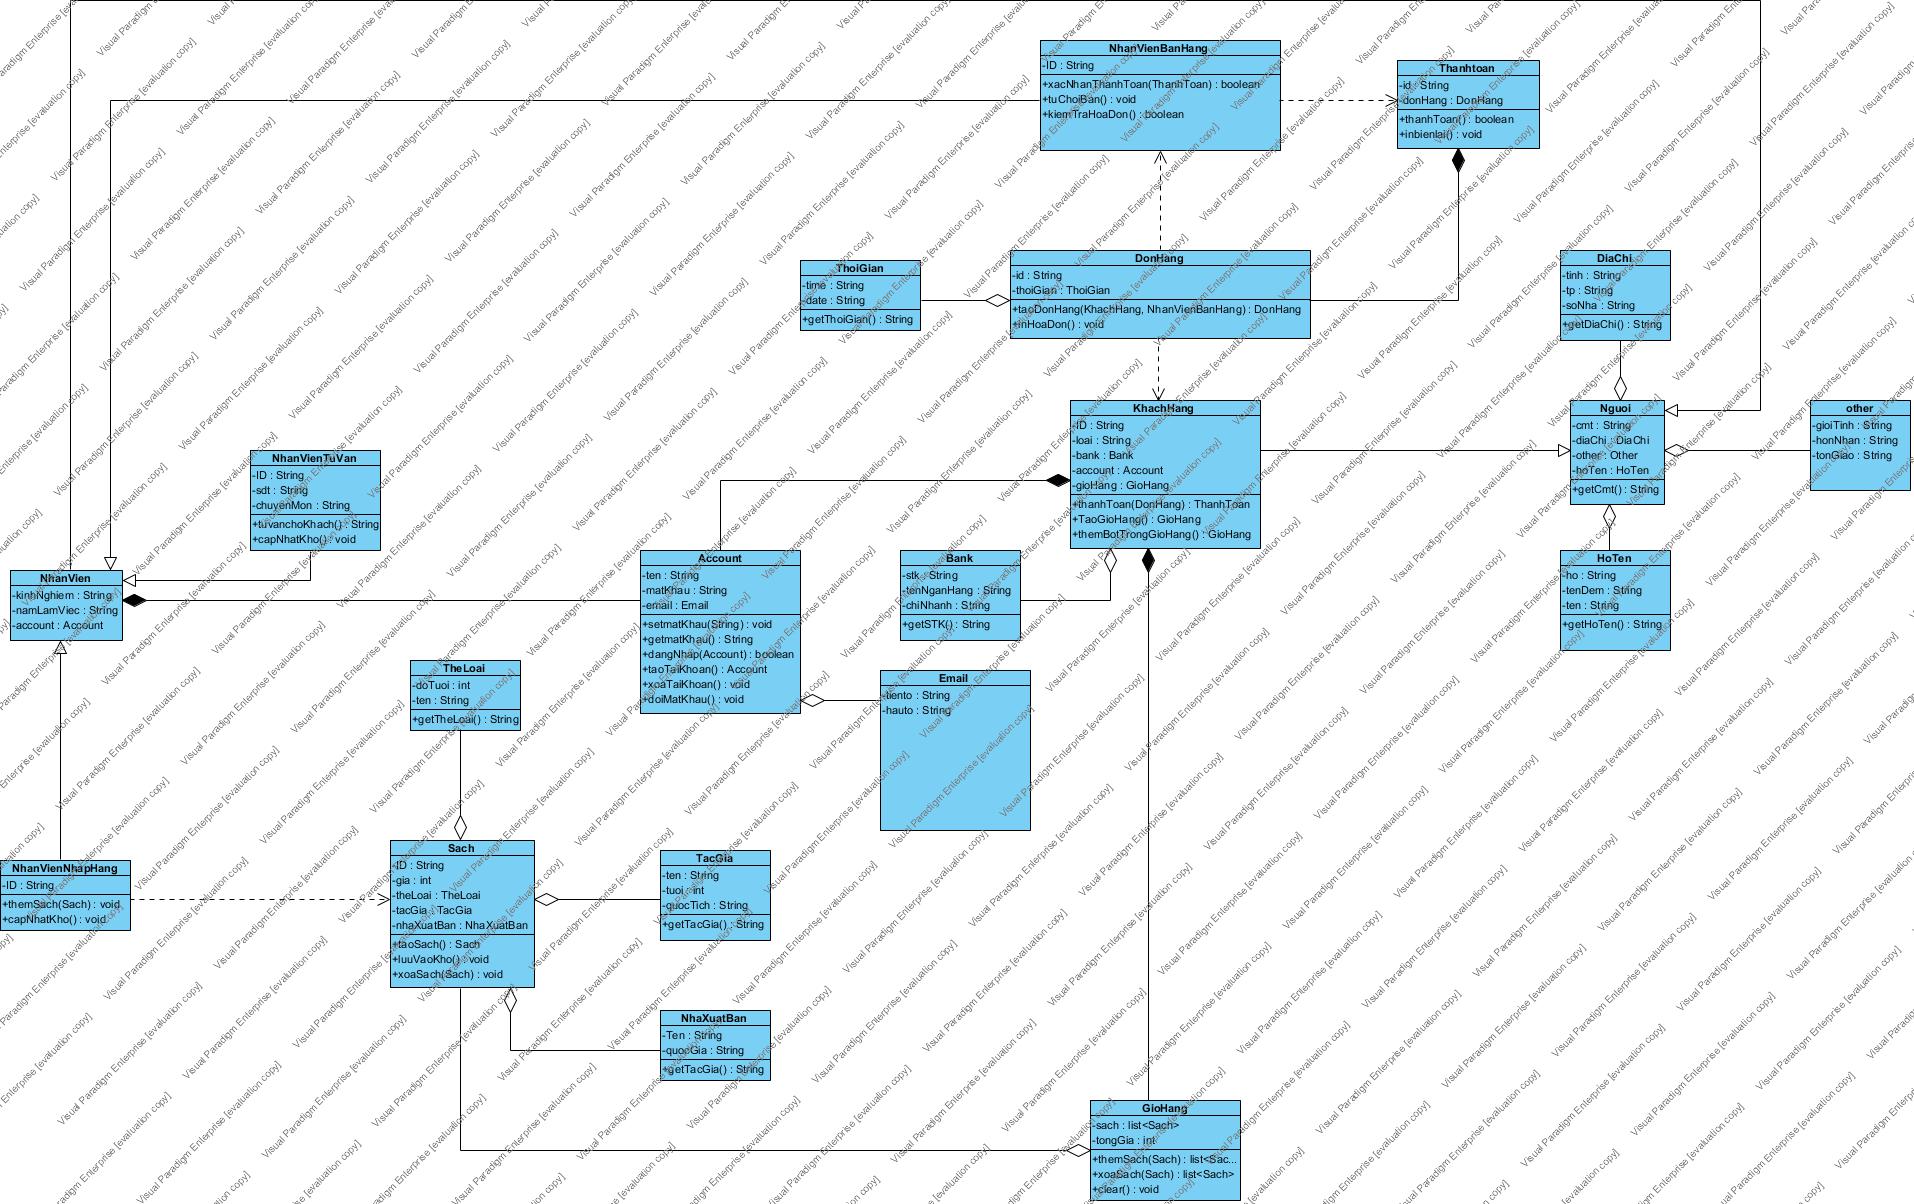 NhanVienBanHang
-ID : String
+xacNhanThanhToan(ThanhToan) : boolean
+tuChoiBan() : void
+kiemTraHoaDon() : boolean
Thanhtoan
-id : String
-donHang : DonHang
+thanhToan() : boolean
+inbienlai() : void
ThoiGian
-time : String
-date : String
+getThoiGian() : String
DonHang
-id : String
-thoiGian : ThoiGian
+taoDonHang(KhachHang, NhanVienBanHang) : DonHang
+inHoaDon() : void
DiaChi
-tinh : String
-tp : String
-soNha : String
+getDiaChi() : String
KhachHang
-ID : String
-loai : String
-bank : Bank
-account : Account
-gioHang : GioHang
+thanhToan(DonHang) : ThanhToan
+TaoGioHang() : GioHang
+themBotTrongGioHang() : GioHang
Nguoi
-cmt : String
-diaChi : DiaChi
-other : Other
-hoTen : HoTen
+getCmt() : String
other
-gioiTinh : String
-honNhan : String
-tonGiao : String
NhanVienTuVan
-ID : String
-sdt : String
-chuyenMon : String
+tuvanchoKhach() : String
+capNhatKho() : void
NhanVien
-kinhNghiem : String
-namLamViec : String
-account : Account
Account
-ten : String
-matKhau : String
-email : Email
+setmatKhau(String) : void
+getmatKhau() : String
+dangNhap(Account) : boolean
+taoTaiKhoan() : Account
+xoaTaiKhoan() : void
+doiMatKhau() : void
Bank
-stk : String
-tenNganHang : String
-chiNhanh : String
+getSTK() : String
HoTen
-ho : String
-tenDem : String
-ten : String
+getHoTen() : String
TheLoai
-doTuoi : int
-ten : String
+getTheLoai() : String
Email
-tiento : String
-hauto : String
NhanVienNhapHang
-ID : String
+themSach(Sach) : void
+capNhatKho() : void
Sach
-ID : String
-gia : int
-theLoai : TheLoai
-tacGia : TacGia
-nhaXuatBan : NhaXuatBan
+taoSach() : Sach
+luuVaoKho() : void
+xoaSach(Sach) : void
TacGia
-ten : String
-tuoi : int
-quocTich : String
+getTacGia() : String
NhaXuatBan
-Ten : String
-quocGia : String
+getTacGia() : String
GioHang
-sach : list<Sach>
-tongGia : int
+themSach(Sach) : list<Sac...
+xoaSach(Sach) : list<Sach>
+clear() : void
Visual Paradigm Enterprise [evaluation copy]